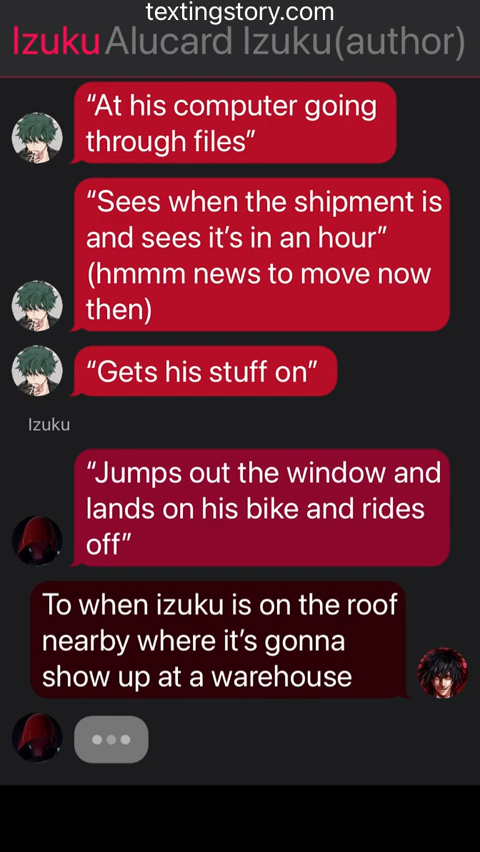 textingstory.com
Izuku Alucard Izuku(author)
“At his computer going
through files”
“Sees when the shipment is
and sees it’s in an hour”
(hmmm news to move now
then)
“Gets his stuff on”
Izuku
“Jumps out the window and
lands on his bike and rides
off”
To when izuku is on the roof
nearby where it’s gonna
show up at a warehouse